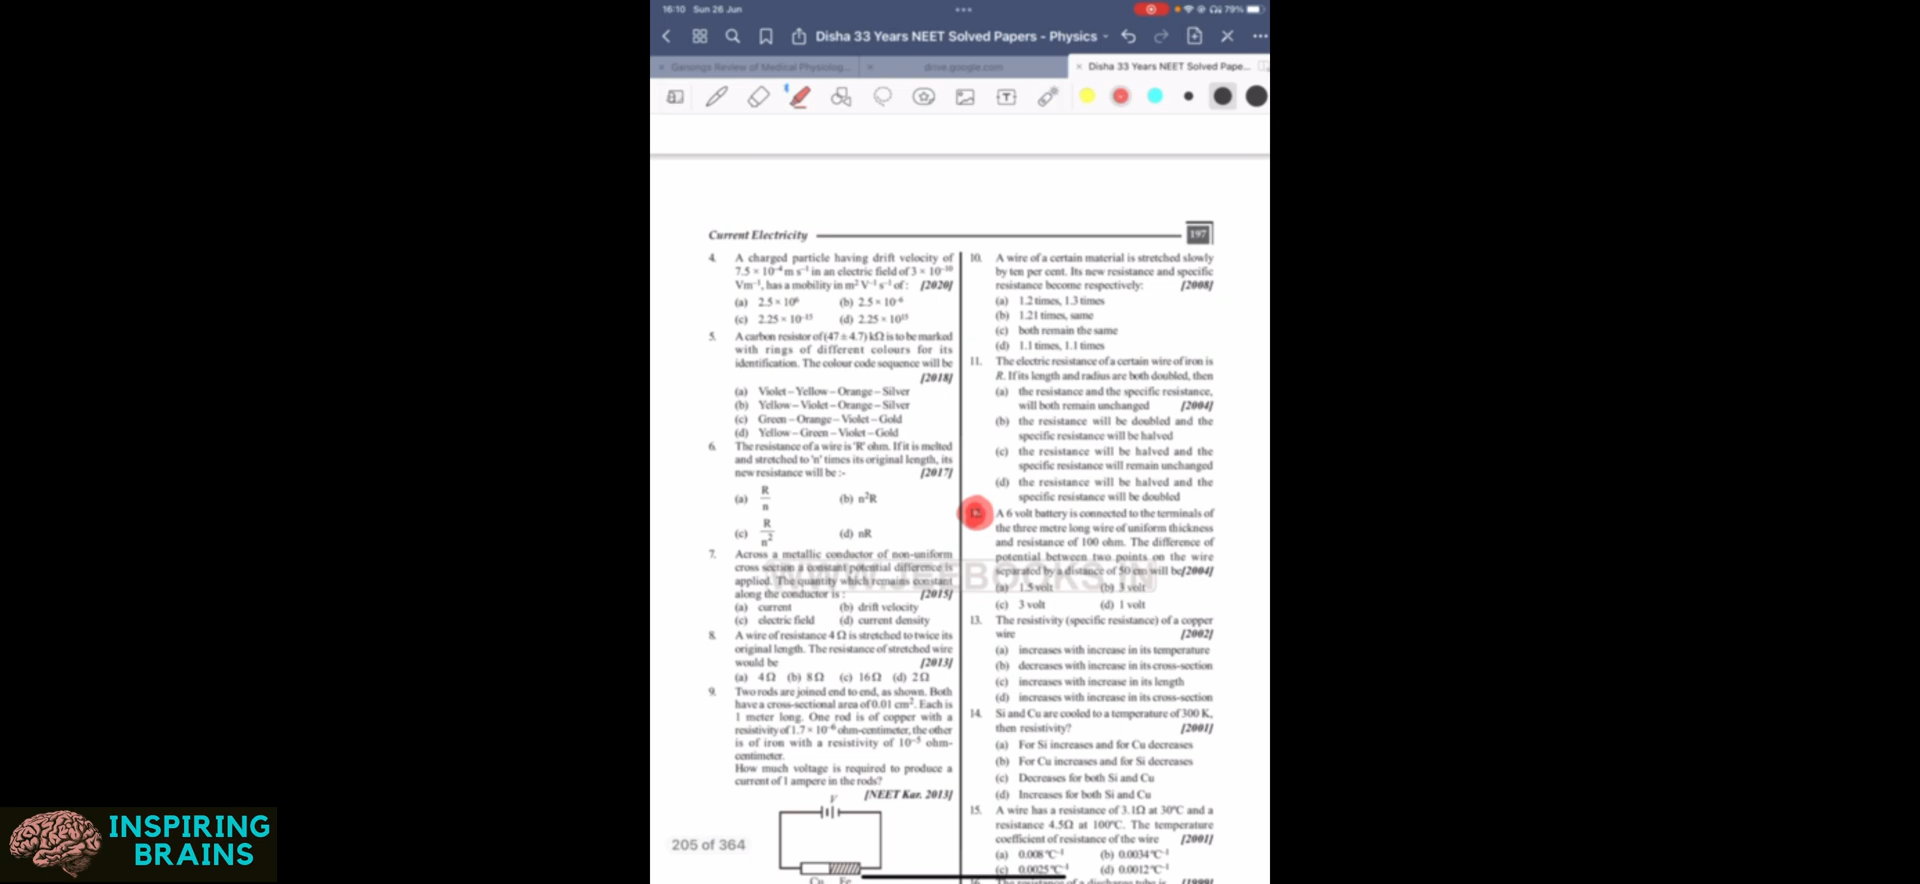 16:10 Sun 26 Jun
79%
Disha 33 Years NEET Solved Papers - Physics
Ganongs Review of Medical Physiolog...
drive.google.com
Disha 33 Years NEET Solved Pape...
Current Electricity
197
4. A charged particle having drift velocity of
7.5 × 10⁻⁴ m s⁻¹ in an electric field of 3 × 10⁻¹⁰
Vm⁻¹, has a mobility in m² V⁻¹ s⁻¹ of : [2020]
(a) 2.5 × 10⁶ (b) 2.5 × 10⁻⁶
(c) 2.25 × 10⁻¹⁵ (d) 2.25 × 10¹⁵
5. A carbon resistor of (47 ± 4.7) kΩ is to be marked
with rings of different colours for its
identification. The colour code sequence will be
[2018]
(a) Violet – Yellow – Orange – Silver
(b) Yellow – Violet – Orange – Silver
(c) Green – Orange – Violet – Gold
(d) Yellow – Green – Violet – Gold
6. The resistance of a wire is 'R' ohm. If it is melted
and stretched to 'n' times its original length, its
new resistance will be :- [2017]
(a) R/n (b) n²R
(c) R/n² (d) nR
7. Across a metallic conductor of non-uniform
cross section a constant potential difference is
applied. The quantity which remains constant
along the conductor is : [2015]
(a) current (b) drift velocity
(c) electric field (d) current density
8. A wire of resistance 4 Ω is stretched to twice its
original length. The resistance of stretched wire
would be [2013]
(a) 4 Ω (b) 8 Ω (c) 16 Ω (d) 2 Ω
9. Two rods are joined end to end, as shown. Both
have a cross-sectional area of 0.01 cm². Each is
1 meter long. One rod is of copper with a
resistivity of 1.7 × 10⁻⁶ ohm-centimeter, the other
is of iron with a resistivity of 10⁻⁵ ohm-
centimeter.
How much voltage is required to produce a
current of 1 ampere in the rods?
[NEET Kar. 2013]
V
Cu Fe
205 of 364
10. A wire of a certain material is stretched slowly
by ten per cent. Its new resistance and specific
resistance become respectively: [2008]
(a) 1.2 times, 1.3 times
(b) 1.21 times, same
(c) both remain the same
(d) 1.1 times, 1.1 times
11. The electric resistance of a certain wire of iron is
R. If its length and radius are both doubled, then
(a) the resistance and the specific resistance,
will both remain unchanged [2004]
(b) the resistance will be doubled and the
specific resistance will be halved
(c) the resistance will be halved and the
specific resistance will remain unchanged
(d) the resistance will be halved and the
specific resistance will be doubled
A 6 volt battery is connected to the terminals of
the three metre long wire of uniform thickness
and resistance of 100 ohm. The difference of
potential between two points on the wire
separated by a distance of 50 cm will be [2004]
(a) 1.5 volt (b) 3 volt
(c) 3 volt (d) 1 volt
13. The resistivity (specific resistance) of a copper
wire [2002]
(a) increases with increase in its temperature
(b) decreases with increase in its cross-section
(c) increases with increase in its length
(d) increases with increase in its cross-section
14. Si and Cu are cooled to a temperature of 300 K,
then resistivity? [2001]
(a) For Si increases and for Cu decreases
(b) For Cu increases and for Si decreases
(c) Decreases for both Si and Cu
(d) Increases for both Si and Cu
15. A wire has a resistance of 3.1Ω at 30°C and a
resistance 4.5Ω at 100°C. The temperature
coefficient of resistance of the wire [2001]
(a) 0.008 °C⁻¹ (b) 0.0034 °C⁻¹
(c) 0.0025 °C⁻¹ (d) 0.0012 °C⁻¹
16. The resistance of a discharge tube is [1999]
WWW.JEEBOOKS.IN
INSPIRING
BRAINS